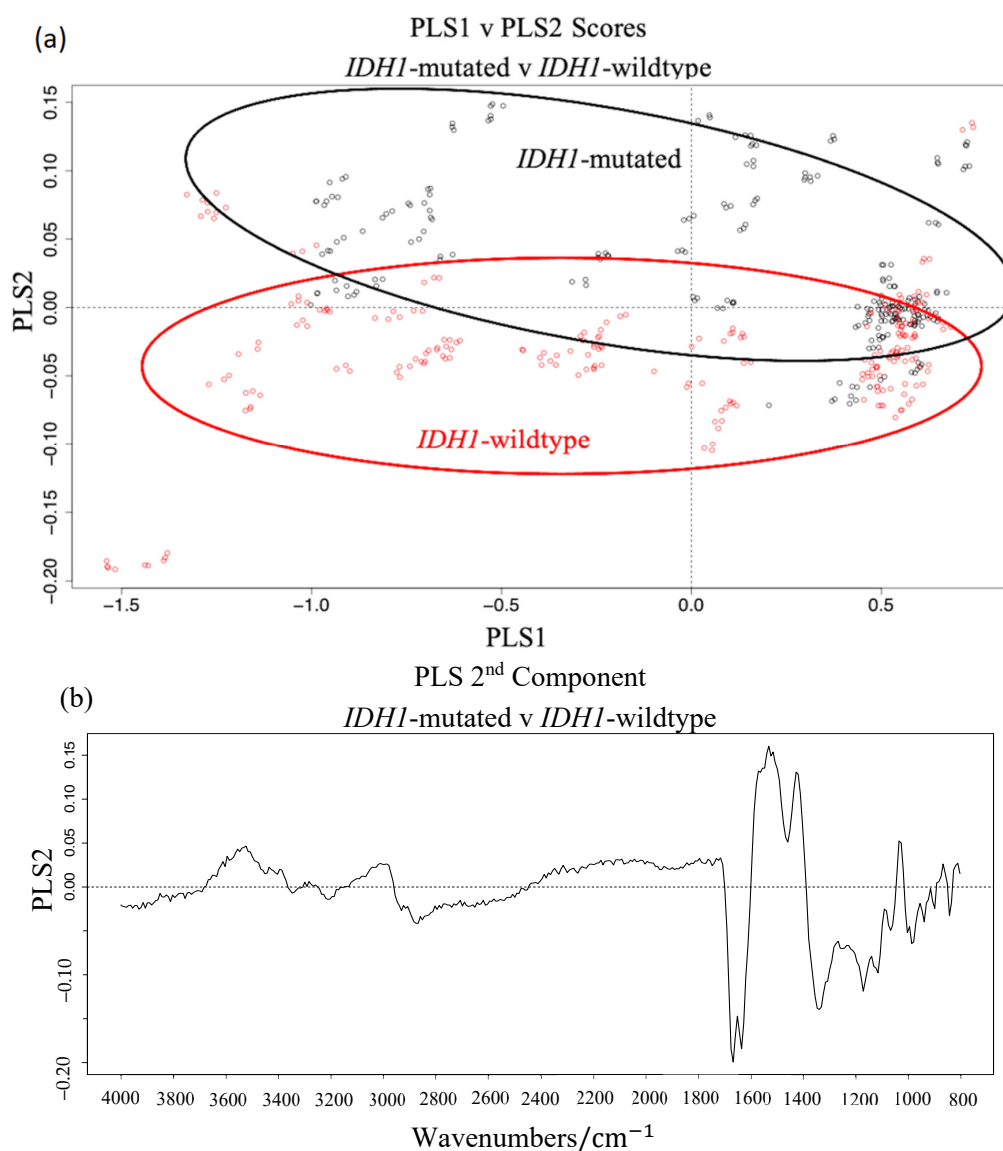 (a)
PLS1 v PLS2 Scores
IDH1-mutated v IDH1-wildtype
PLS2
0.15
0.10
0.05
0.00
−0.05
−0.10
−0.15
−0.20
IDH1-mutated
IDH1-wildtype
−1.5 −1.0 −0.5 0.0 0.5
PLS1
(b)
PLS 2nd Component
IDH1-mutated v IDH1-wildtype
PLS2
0.15
0.10
0.05
0.00
−0.10
−0.20
4000 3800 3600 3400 3200 3000 2800 2600 2400 2200 2000 1800 1600 1400 1200 1000 800
Wavenumbers/cm⁻¹